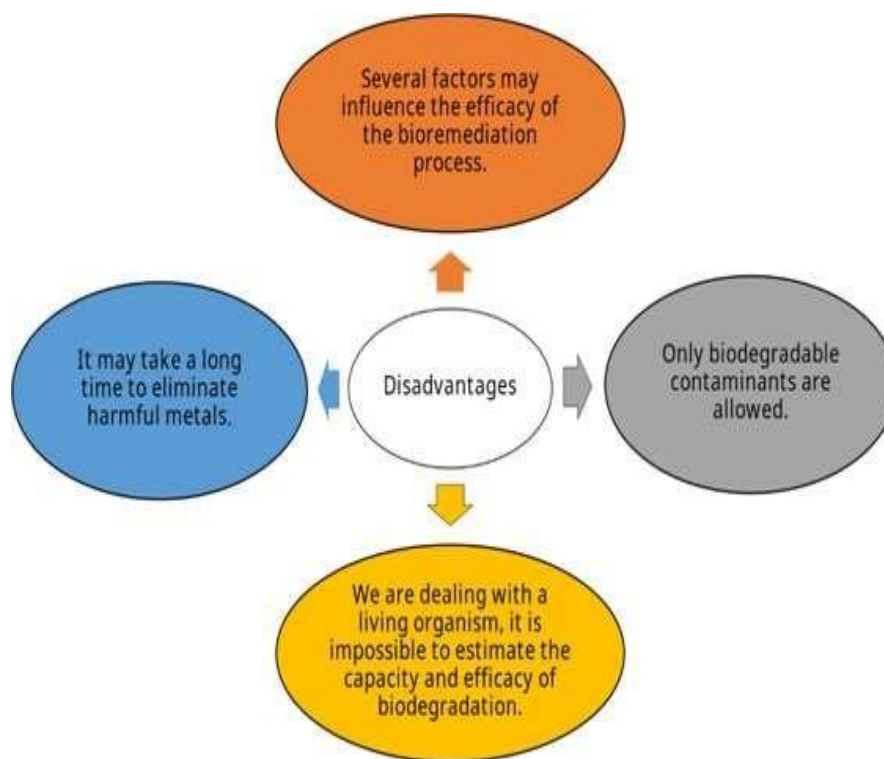 Several factors may
influence the efficacy of
the bioremediation
process.
It may take a long
time to eliminate
harmful metals.
Disadvantages
Only biodegradable
contaminants are
allowed.
We are dealing with a
living organism, it is
impossible to estimate the
capacity and efficacy of
biodegradation.